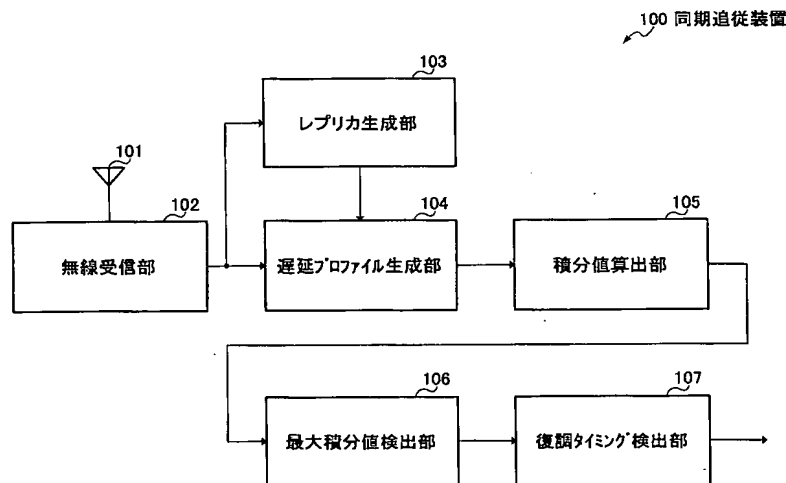 100 同期追従装置
103
レプリカ生成部
101
102
無線受信部
104
遅延プロファイル生成部
105
積分値算出部
106
最大積分値検出部
107
復調タイミング検出部